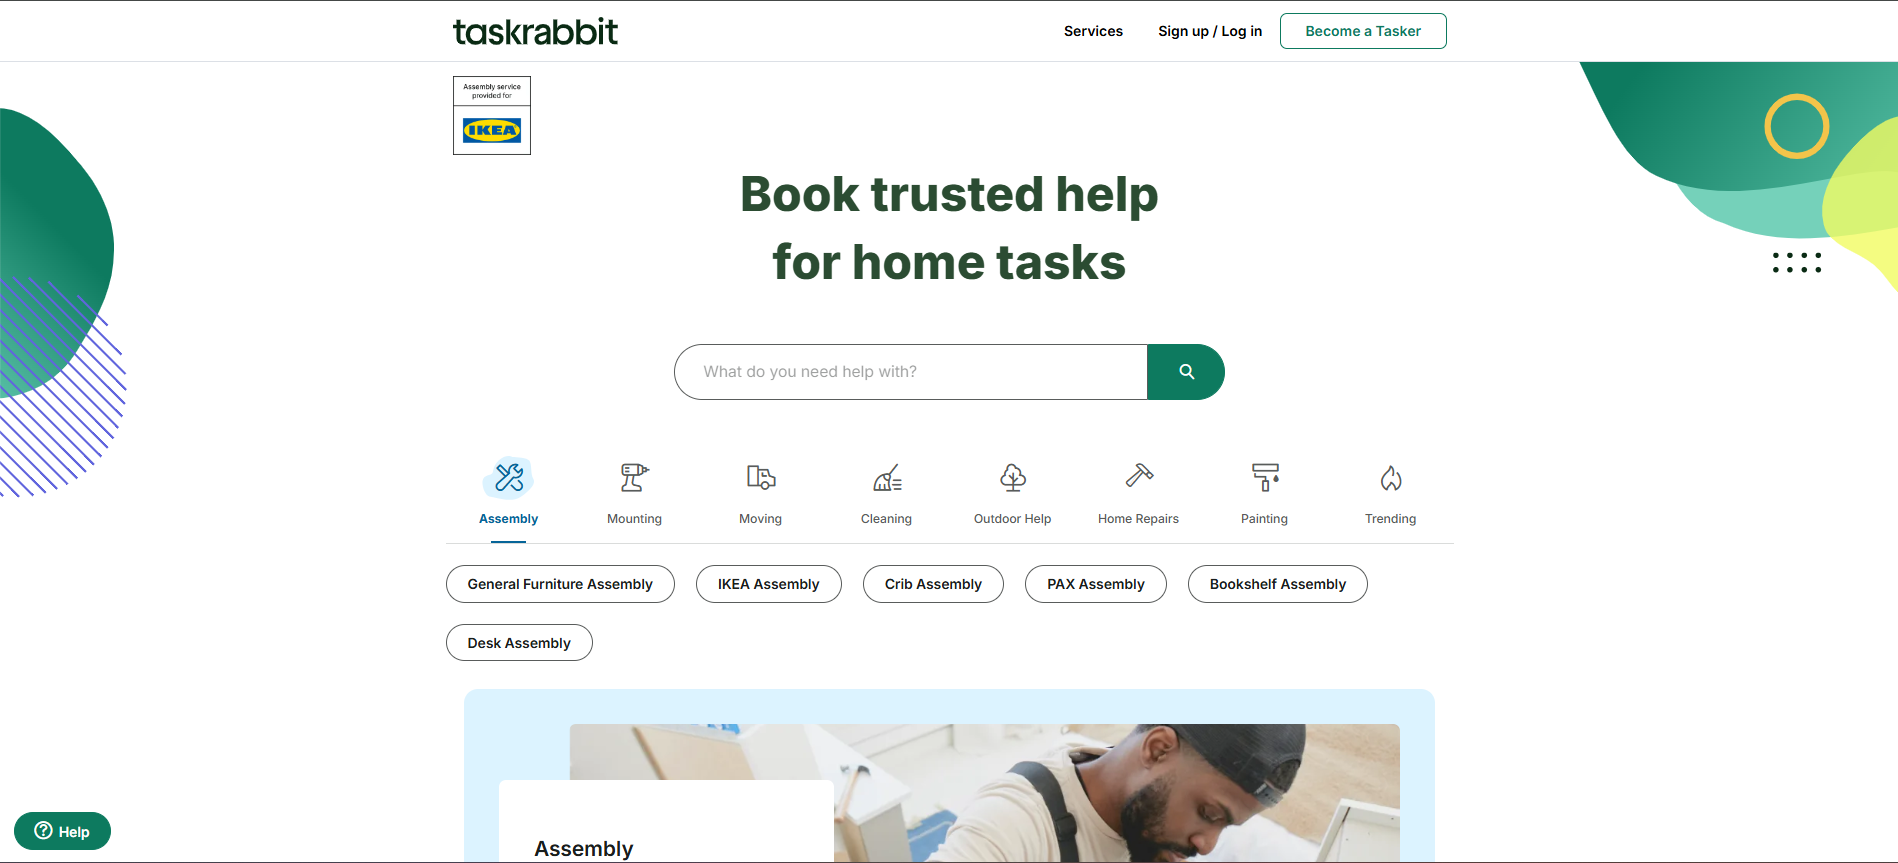 taskrabbit
Services
Sign up / Log in
Become a Tasker
Assembly service
provided for
IKEA
Book trusted help
for home tasks
What do you need help with?
Assembly
Mounting
Moving
Cleaning
Outdoor Help
Home Repairs
Painting
Trending
General Furniture Assembly
IKEA Assembly
Crib Assembly
PAX Assembly
Bookshelf Assembly
Desk Assembly
Assembly
Help